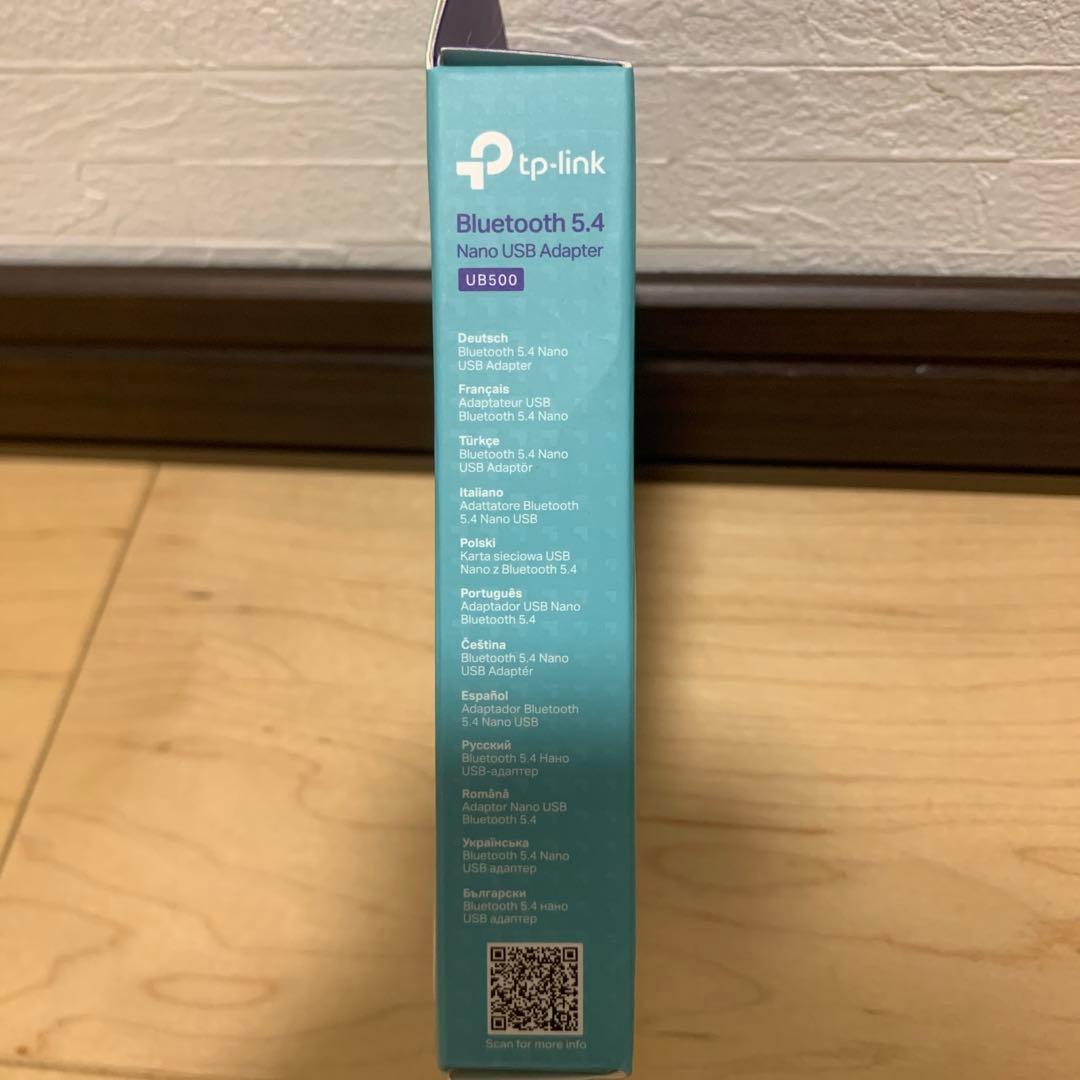 tp-link
Bluetooth 5.4
Nano USB Adapter
UB500
Deutsch
Bluetooth 5.4 Nano
USB Adapter
Français
Adaptateur USB
Bluetooth 5.4 Nano
Türkçe
Bluetooth 5.4 Nano
USB Adaptör
Italiano
Adattatore Bluetooth
5.4 Nano USB
Polski
Karta sieciowa USB
Nano z Bluetooth 5.4
Português
Adaptador USB Nano
Bluetooth 5.4
Čeština
Bluetooth 5.4 Nano
USB Adaptér
Español
Adaptador Bluetooth
5.4 Nano USB
Русский
Bluetooth 5.4 Нано
USB-адаптер
Română
Adaptor Nano USB
Bluetooth 5.4
Українська
Bluetooth 5.4 Nano
USB адаптер
Български
Bluetooth 5.4 нано
USB адаптер
Scan for more info